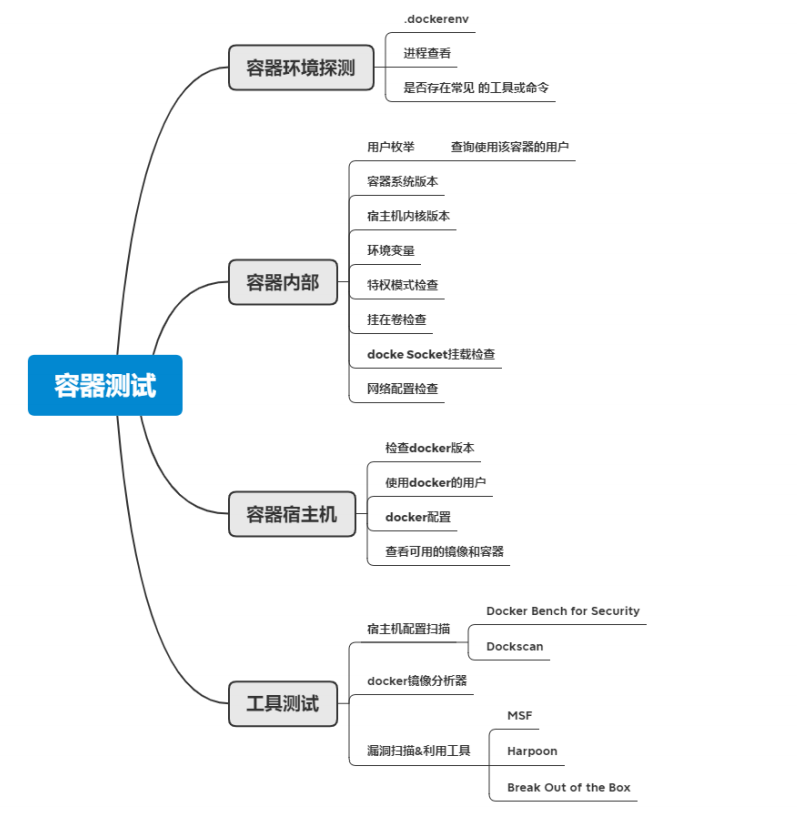 容器测试
容器环境探测
.dockerenv
进程查看
是否存在常见 的工具或命令
容器内部
用户枚举
查询使用该容器的用户
容器系统版本
宿主机内核版本
环境变量
特权模式检查
挂在卷检查
docke Socket挂载检查
网络配置检查
容器宿主机
检查docker版本
使用docker的用户
docker配置
查看可用的镜像和容器
工具测试
宿主机配置扫描
Docker Bench for Security
Dockscan
docker镜像分析器
漏洞扫描&利用工具
MSF
Harpoon
Break Out of the Box